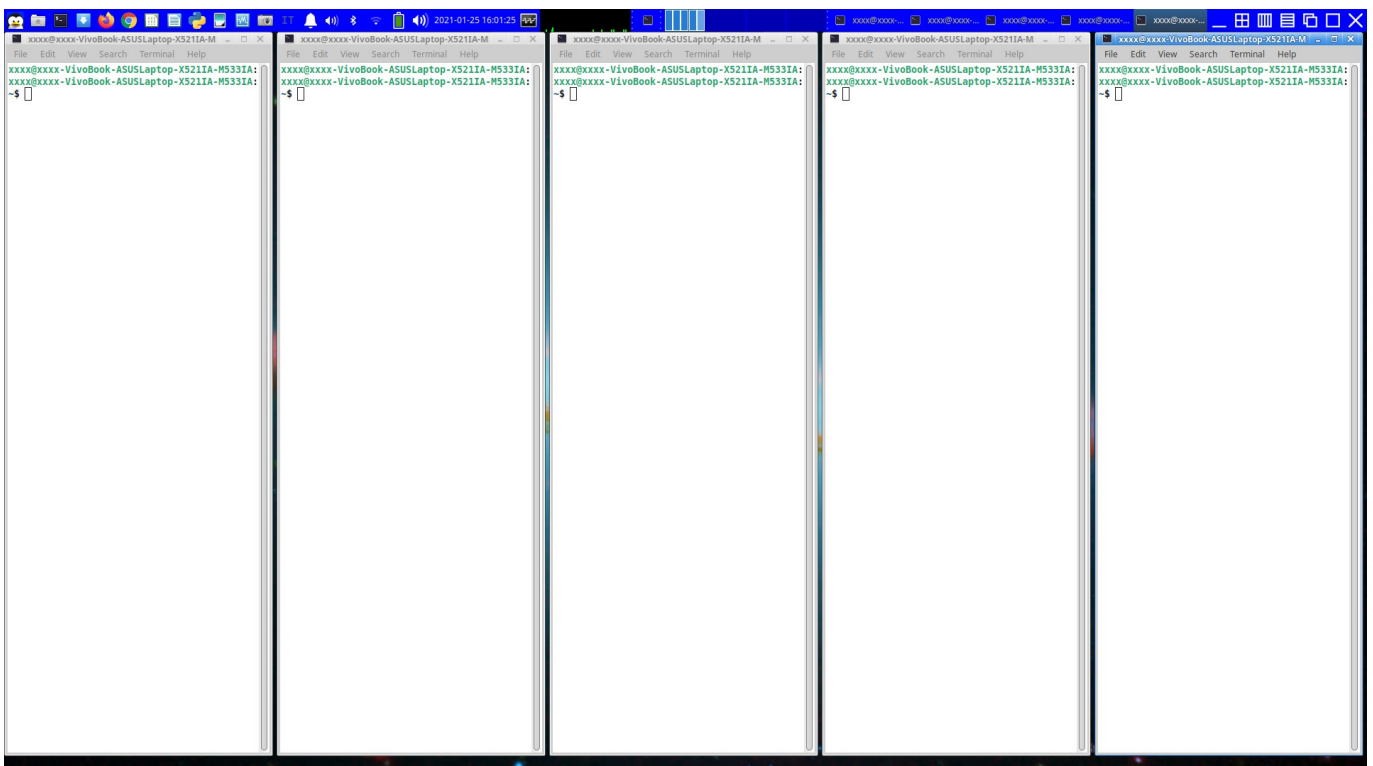 IT 2021-01-25 16:01:25 xxxx@xxxx-... xxxx@xxxx-... xxxx@xxxx-... xxxx@xxxx-... xxxx@xxxx-...
xxxx@xxxx-VivoBook-ASUSLaptop-X521IA-M
File Edit View Search Terminal Help
xxxx@xxxx-VivoBook-ASUSLaptop-X521IA-M533IA:
xxxx@xxxx-VivoBook-ASUSLaptop-X521IA-M533IA:
~$
xxxx@xxxx-VivoBook-ASUSLaptop-X521IA-M
File Edit View Search Terminal Help
xxxx@xxxx-VivoBook-ASUSLaptop-X521IA-M533IA:
xxxx@xxxx-VivoBook-ASUSLaptop-X521IA-M533IA:
~$
xxxx@xxxx-VivoBook-ASUSLaptop-X521IA-M
File Edit View Search Terminal Help
xxxx@xxxx-VivoBook-ASUSLaptop-X521IA-M533IA:
xxxx@xxxx-VivoBook-ASUSLaptop-X521IA-M533IA:
~$
xxxx@xxxx-VivoBook-ASUSLaptop-X521IA-M
File Edit View Search Terminal Help
xxxx@xxxx-VivoBook-ASUSLaptop-X521IA-M533IA:
xxxx@xxxx-VivoBook-ASUSLaptop-X521IA-M533IA:
~$
xxxx@xxxx-VivoBook-ASUSLaptop-X521IA-M
File Edit View Search Terminal Help
xxxx@xxxx-VivoBook-ASUSLaptop-X521IA-M533IA:
xxxx@xxxx-VivoBook-ASUSLaptop-X521IA-M533IA:
~$